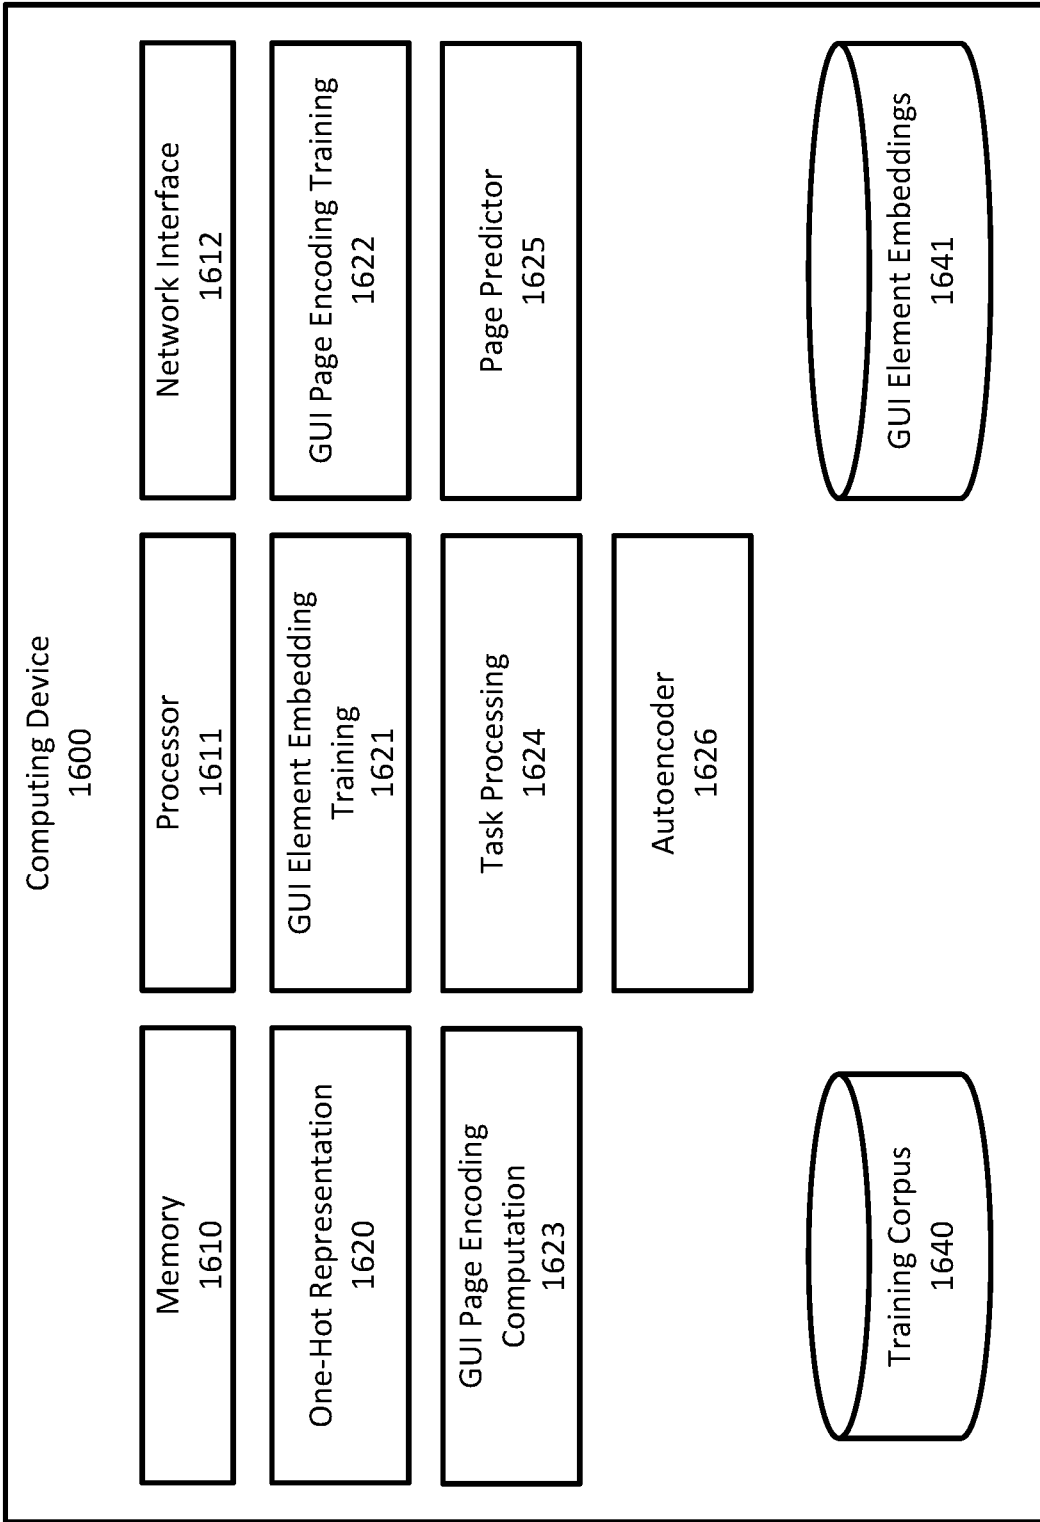 Computing Device
1600
Memory
1610
Processor
1611
Network Interface
1612
One-Hot Representation
1620
GUI Element Embedding
Training
1621
GUI Page Encoding Training
1622
GUI Page Encoding
Computation
1623
Task Processing
1624
Page Predictor
1625
Autoencoder
1626
Training Corpus
1640
GUI Element Embeddings
1641